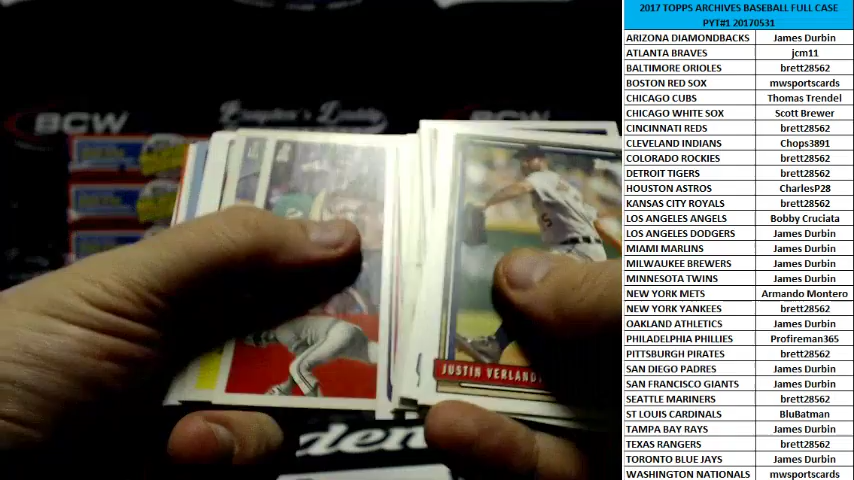 2017 TOPPS ARCHIVES BASEBALL FULL CASE
PYT#1 20170531
ARIZONA DIAMONDBACKS James Durbin
ATLANTA BRAVES jcm11
BALTIMORE ORIOLES brett28562
BOSTON RED SOX mwsportscards
CHICAGO CUBS Thomas Trendel
CHICAGO WHITE SOX Scott Brewer
CINCINNATI REDS brett28562
CLEVELAND INDIANS Chops3891
COLORADO ROCKIES brett28562
DETROIT TIGERS brett28562
HOUSTON ASTROS CharlesP28
KANSAS CITY ROYALS brett28562
LOS ANGELES ANGELS Bobby Cruciata
LOS ANGELES DODGERS James Durbin
MIAMI MARLINS James Durbin
MILWAUKEE BREWERS James Durbin
MINNESOTA TWINS James Durbin
NEW YORK METS Armando Montero
NEW YORK YANKEES brett28562
OAKLAND ATHLETICS James Durbin
PHILADELPHIA PHILLIES Profireman365
PITTSBURGH PIRATES brett28562
SAN DIEGO PADRES James Durbin
SAN FRANCISCO GIANTS James Durbin
SEATTLE MARINERS brett28562
ST LOUIS CARDINALS BluBatman
TAMPA BAY RAYS James Durbin
TEXAS RANGERS brett28562
TORONTO BLUE JAYS James Durbin
WASHINGTON NATIONALS mwsportscards
BCW
BCW
JUSTIN VERLAND